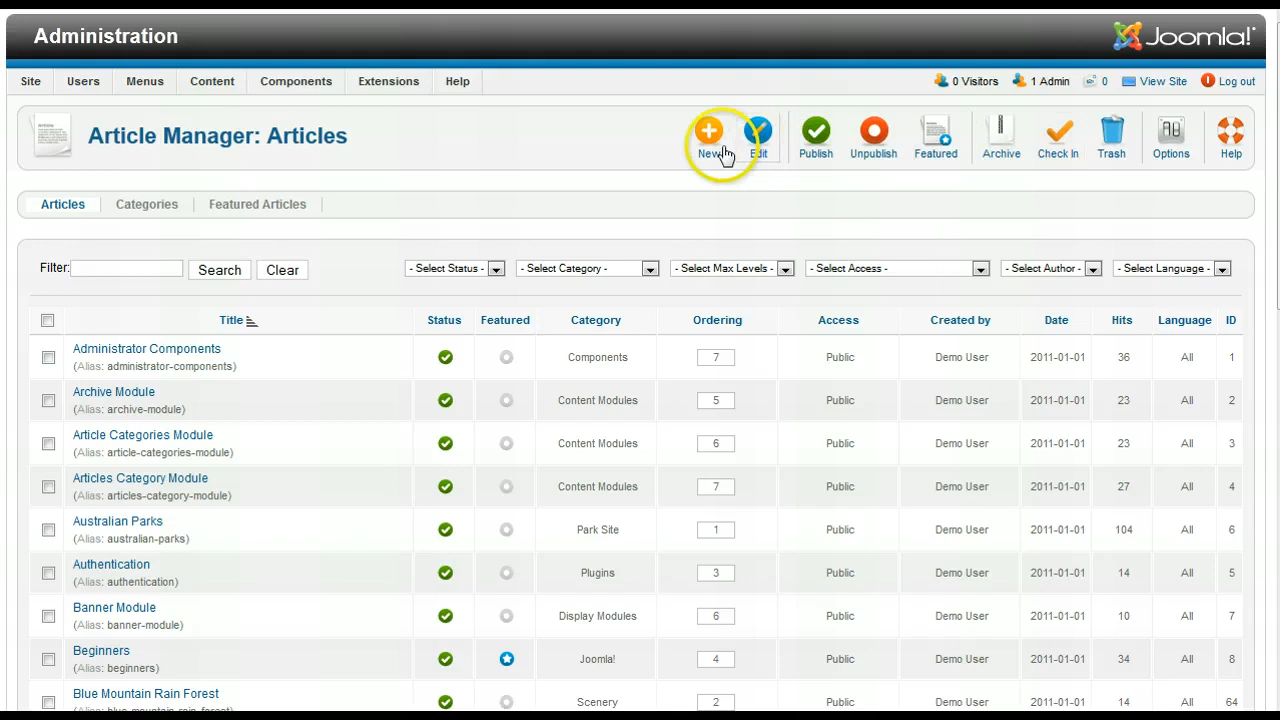 Administration
Joomla!
Site Users Menus Content Components Extensions Help
0 Visitors 1 Admin 0 View Site Log out
Article Manager: Articles
New Edit Publish Unpublish Featured Archive Check In Trash Options Help
Articles Categories Featured Articles
Filter: Search Clear - Select Status - - Select Category - - Select Max Levels - - Select Access - - Select Author - - Select Language -
Title Status Featured Category Ordering Access Created by Date Hits Language ID
Administrator Components
(Alias: administrator-components)
Components 7 Public Demo User 2011-01-01 36 All 1
Archive Module
(Alias: archive-module)
Content Modules 5 Public Demo User 2011-01-01 23 All 2
Article Categories Module
(Alias: article-categories-module)
Content Modules 6 Public Demo User 2011-01-01 23 All 3
Articles Category Module
(Alias: articles-category-module)
Content Modules 7 Public Demo User 2011-01-01 27 All 4
Australian Parks
(Alias: australian-parks)
Park Site 1 Public Demo User 2011-01-01 104 All 6
Authentication
(Alias: authentication)
Plugins 3 Public Demo User 2011-01-01 14 All 5
Banner Module
(Alias: banner-module)
Display Modules 6 Public Demo User 2011-01-01 10 All 7
Beginners
(Alias: beginners)
Joomla! 4 Public Demo User 2011-01-01 34 All 8
Blue Mountain Rain Forest
(Alias: blue-mountain-rain-forest)
Scenery 2 Public Demo User 2011-01-01 14 All 64